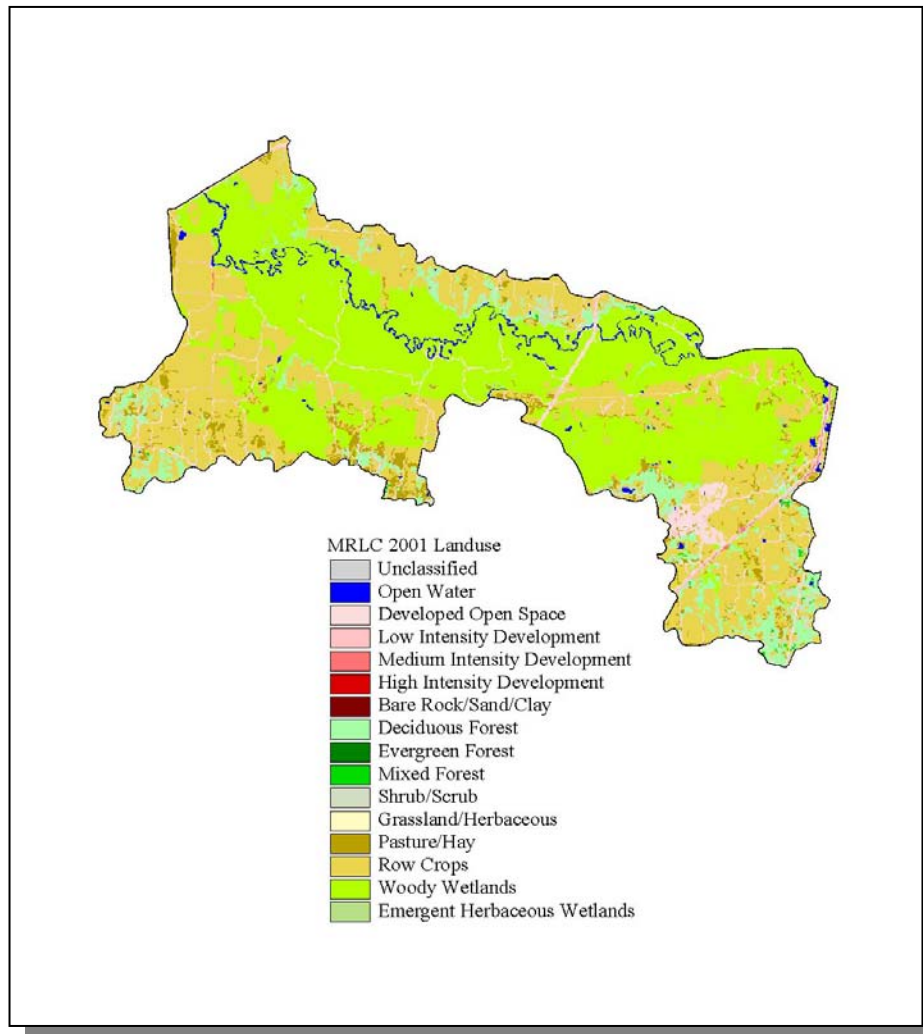 MRLC 2001 Landuse
Unclassified
Open Water
Developed Open Space
Low Intensity Development
Medium Intensity Development
High Intensity Development
Bare Rock/Sand/Clay
Deciduous Forest
Evergreen Forest
Mixed Forest
Shrub/Scrub
Grassland/Herbaceous
Pasture/Hay
Row Crops
Woody Wetlands
Emergent Herbaceous Wetlands